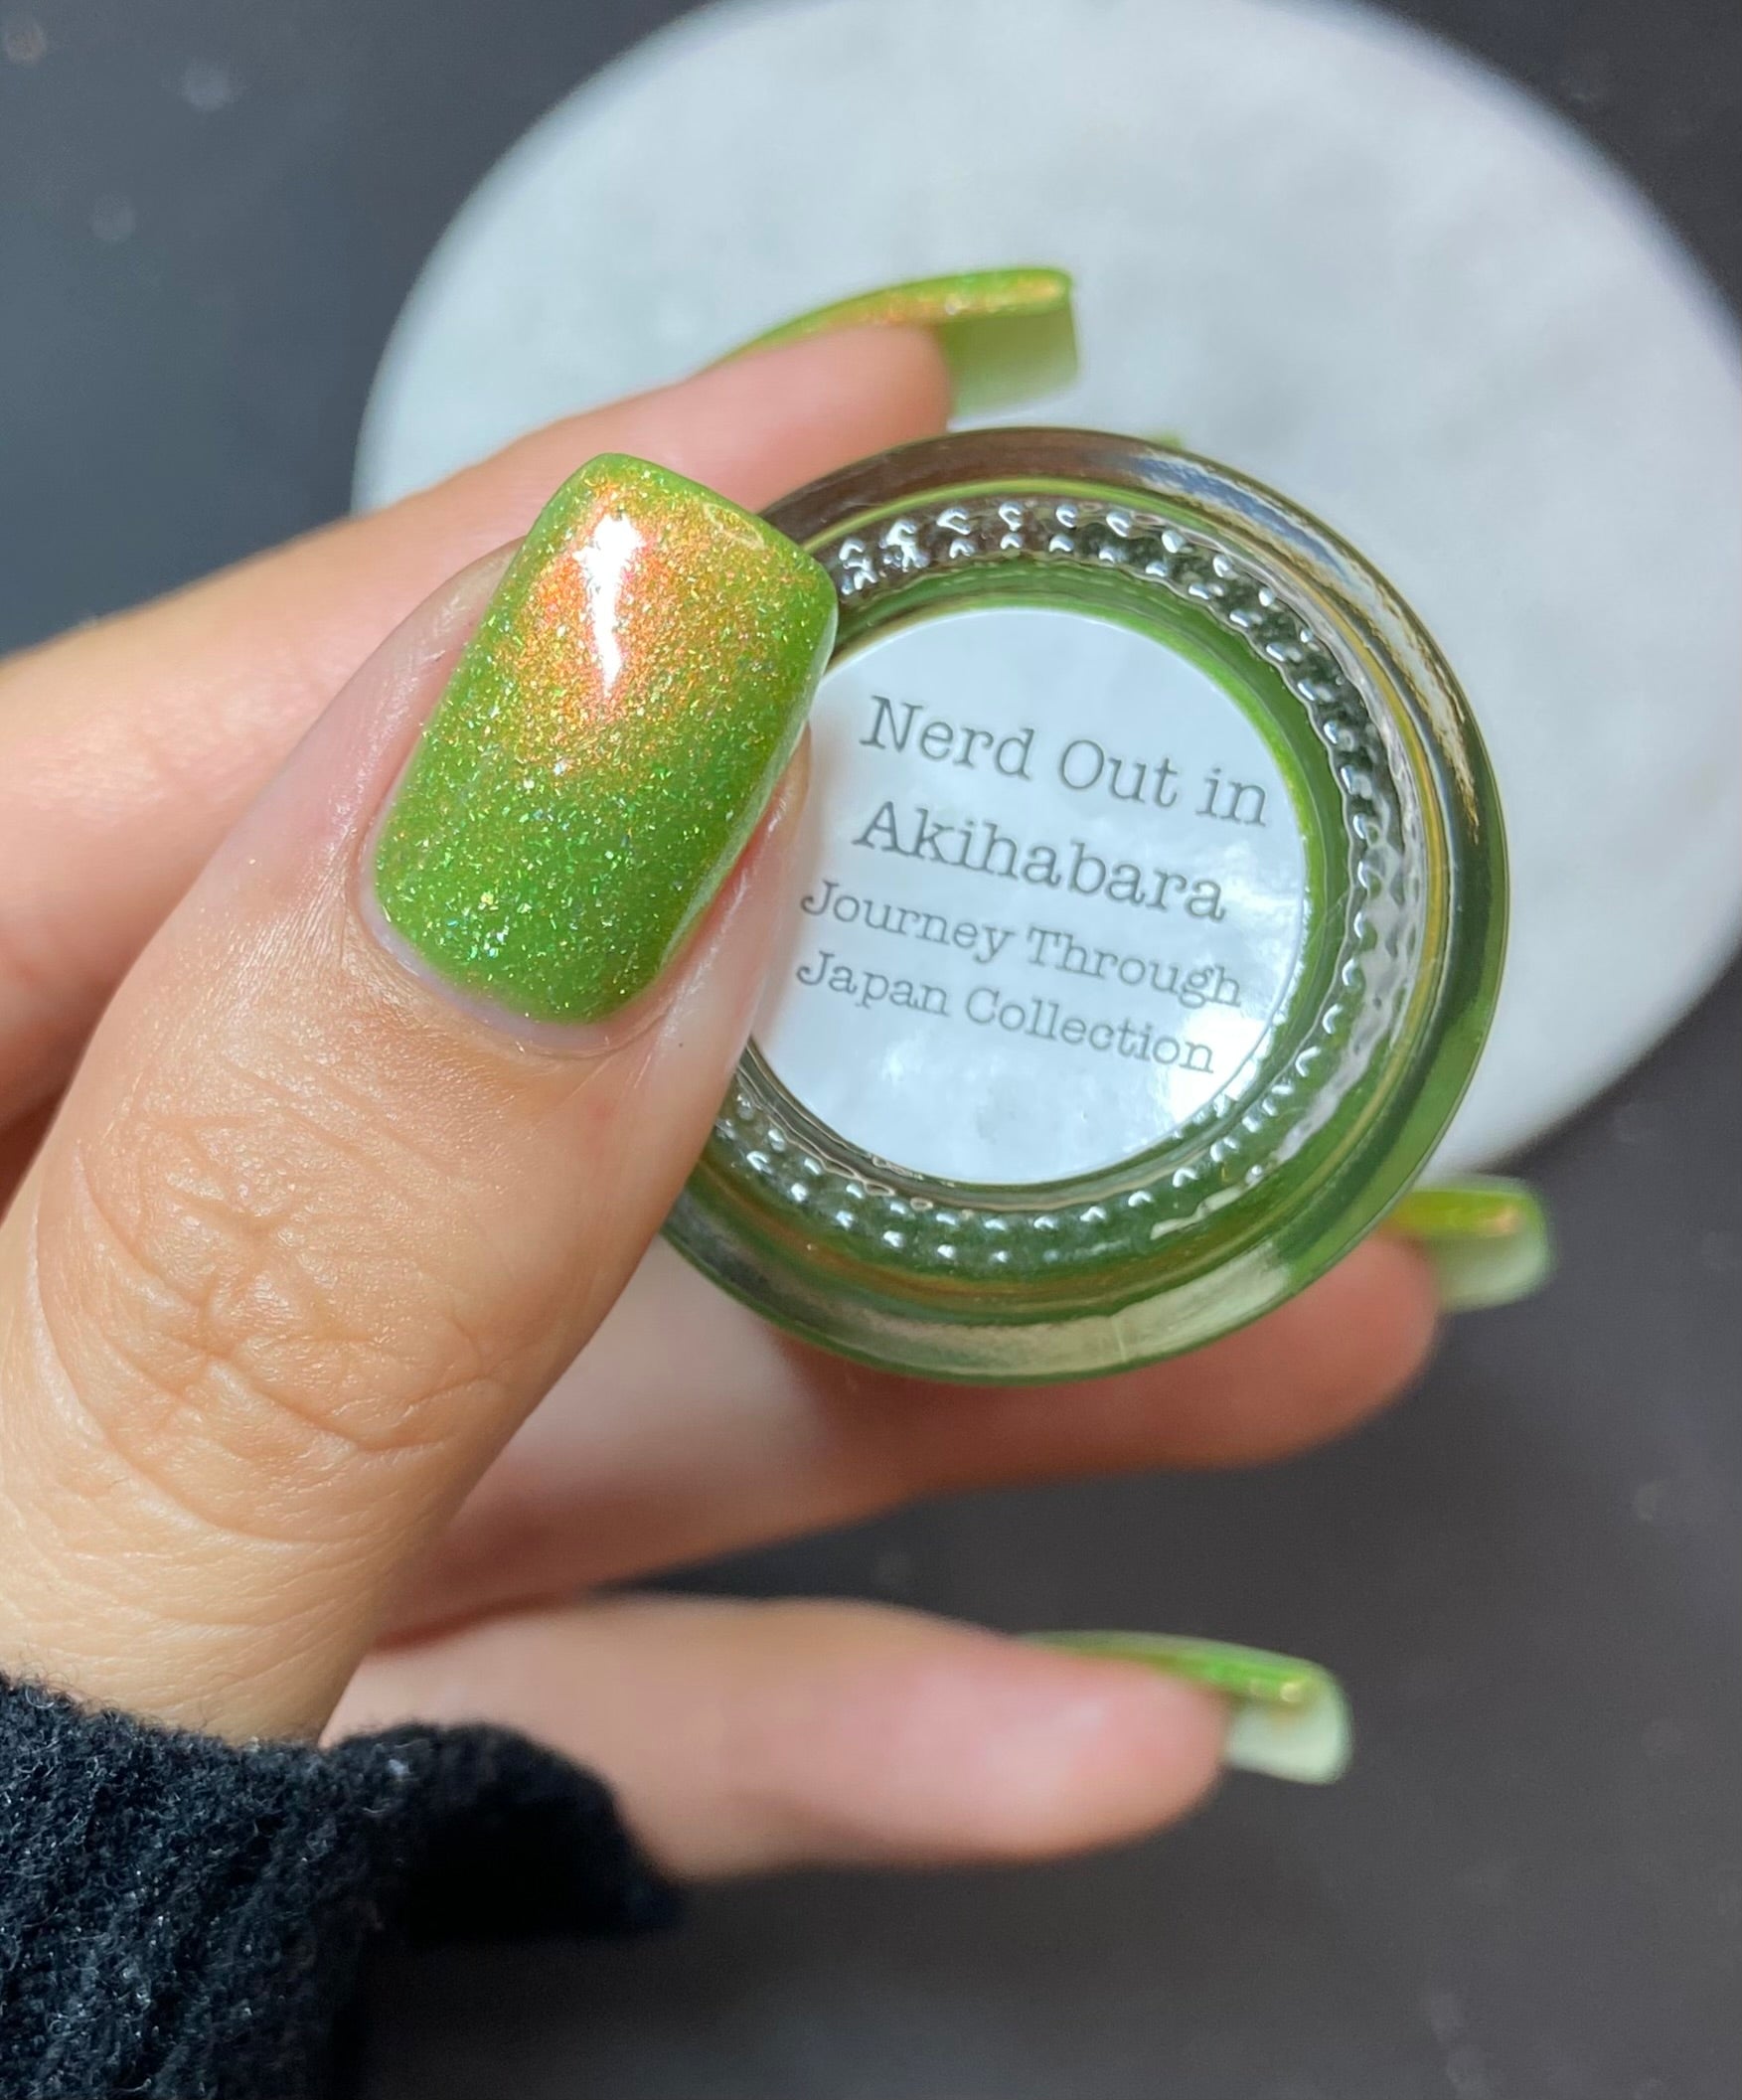 Nerd Out in
Akihabara
Journey Through
Japan Collection